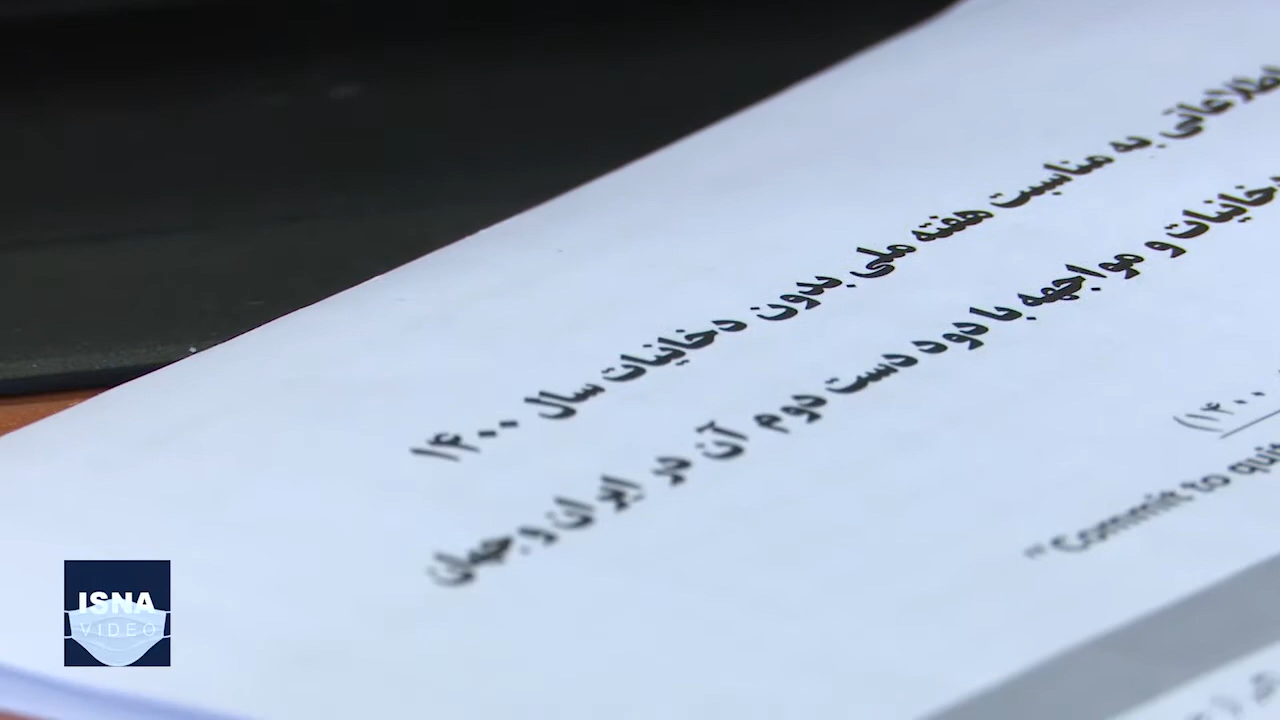 اطلاعاتی به مناسبت هفته ملی بدون دخانیات سال ۱۴۰۰
دخانیات و مواجهه با دود دست دوم آن در ایران و جهان
۱۴۰۰)
"Commit to quit
ISNA
VIDEO